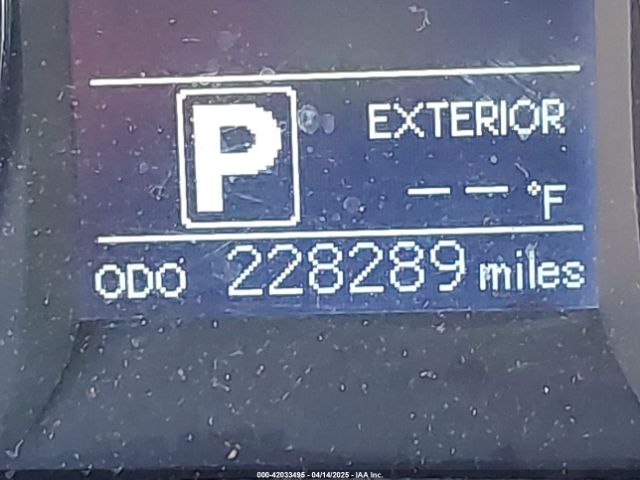 P
EXTERIOR
-- °F
ODO 228289 miles
000-42033495 - 04/14/2025 - IAA Inc.